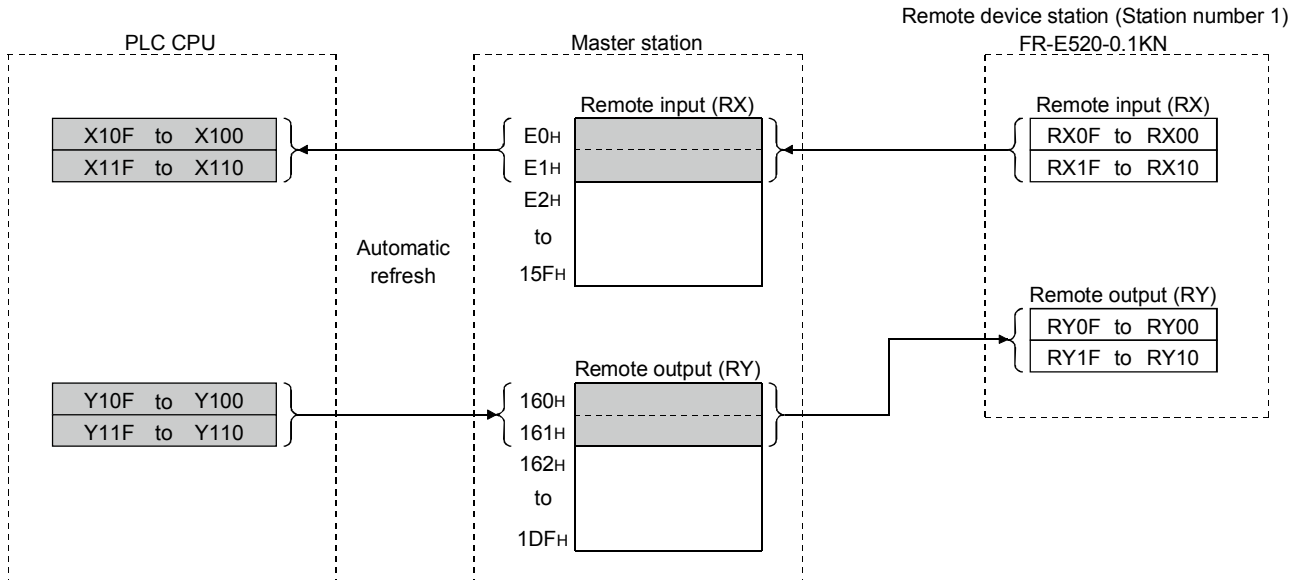 Remote device station (Station number 1)
PLC CPU
Master station
FR-E520-0.1KN
Remote input (RX)
Remote input (RX)
X10F to X100
E0H
RX0F to RX00
X11F to X110
E1H
RX1F to RX10
E2H
to
15FH
Automatic
refresh
Remote output (RY)
RY0F to RY00
RY1F to RY10
Remote output (RY)
Y10F to Y100
160H
Y11F to Y110
161H
162H
to
1DFH